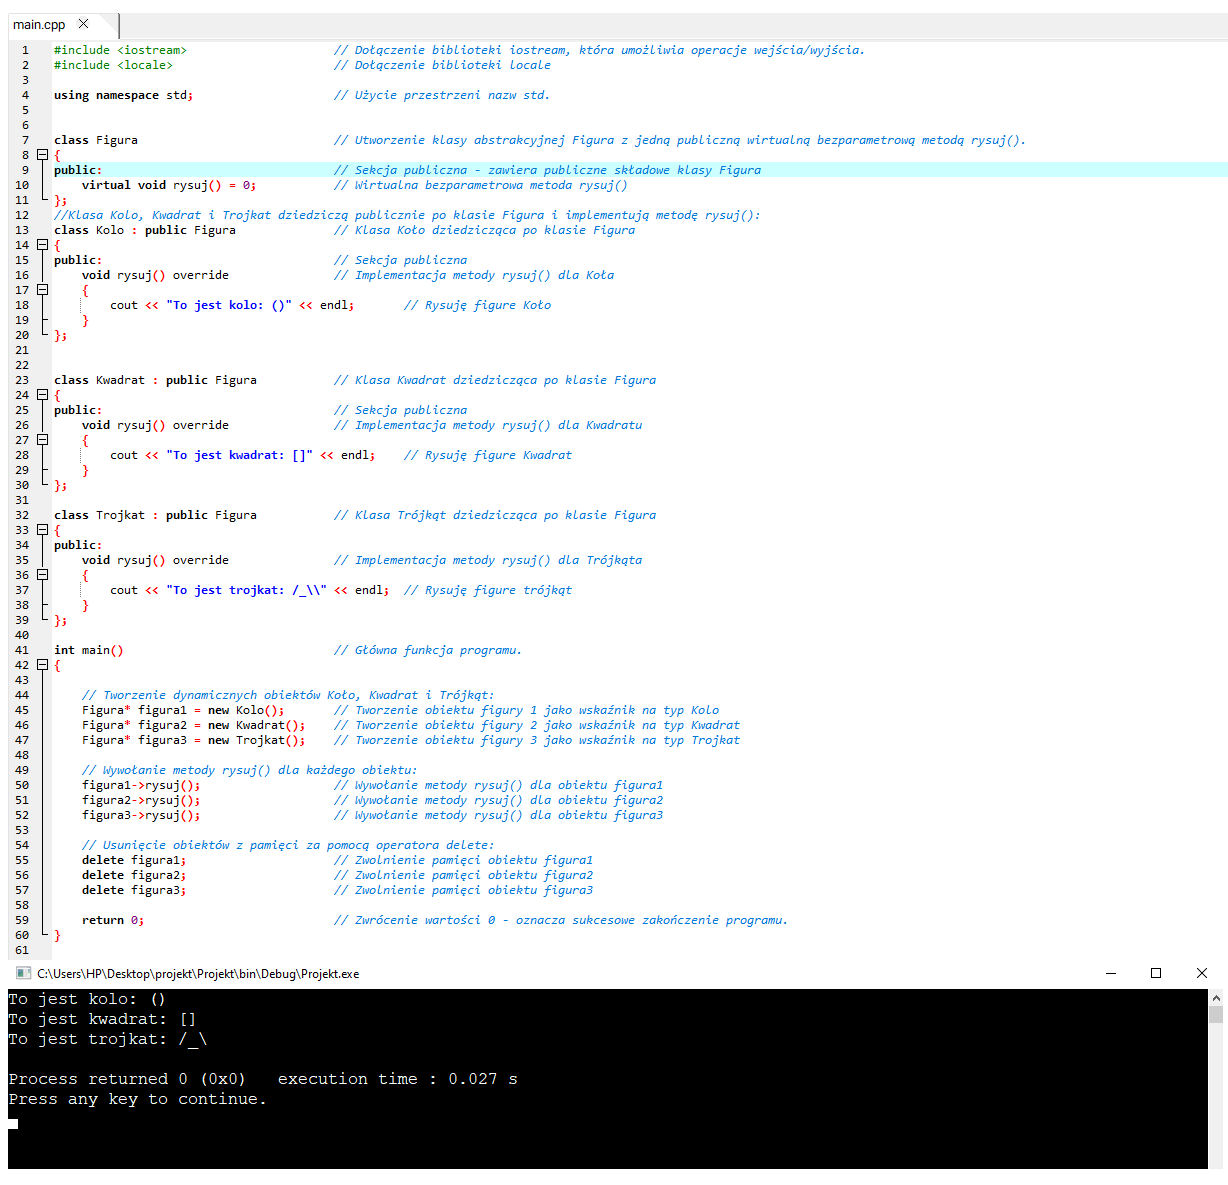 main.cpp
1 #include <iostream> // Dołączenie biblioteki iostream, która umożliwia operacje wejścia/wyjścia.
2 #include <locale> // Dołączenie biblioteki locale
3
4 using namespace std; // Użycie przestrzeni nazw std.
5
6
7 class Figura // Utworzenie klasy abstrakcyjnej Figura z jedną publiczną wirtualną bezparametrową metodą rysuj().
8 {
9 public: // Sekcja publiczna - zawiera publiczne składowe klasy Figura
10 virtual void rysuj() = 0; // Wirtualna bezparametrowa metoda rysuj()
11 };
12 //Klasa Kolo, Kwadrat i Trojkat dziedziczą publicznie po klasie Figura i implementują metodę rysuj():
13 class Kolo : public Figura // Klasa Koło dziedzicząca po klasie Figura
14 {
15 public: // Sekcja publiczna
16 void rysuj() override // Implementacja metody rysuj() dla Koła
17 {
18 cout << "To jest kolo: ()" << endl; // Rysuję figure Koło
19 }
20 };
21
22
23 class Kwadrat : public Figura // Klasa Kwadrat dziedzicząca po klasie Figura
24 {
25 public: // Sekcja publiczna
26 void rysuj() override // Implementacja metody rysuj() dla Kwadratu
27 {
28 cout << "To jest kwadrat: []" << endl; // Rysuję figure Kwadrat
29 }
30 };
31
32 class Trojkat : public Figura // Klasa Trójkąt dziedzicząca po klasie Figura
33 {
34 public:
35 void rysuj() override // Implementacja metody rysuj() dla Trójkąta
36 {
37 cout << "To jest trojkat: /_\\" << endl; // Rysuję figure trójkąt
38 }
39 };
40
41 int main() // Główna funkcja programu.
42 {
43
44 // Tworzenie dynamicznych obiektów Koło, Kwadrat i Trójkąt:
45 Figura* figura1 = new Kolo(); // Tworzenie obiektu figury 1 jako wskaźnik na typ Kolo
46 Figura* figura2 = new Kwadrat(); // Tworzenie obiektu figury 2 jako wskaźnik na typ Kwadrat
47 Figura* figura3 = new Trojkat(); // Tworzenie obiektu figury 3 jako wskaźnik na typ Trojkat
48
49 // Wywołanie metody rysuj() dla każdego obiektu:
50 figura1->rysuj(); // Wywołanie metody rysuj() dla obiektu figura1
51 figura2->rysuj(); // Wywołanie metody rysuj() dla obiektu figura2
52 figura3->rysuj(); // Wywołanie metody rysuj() dla obiektu figura3
53
54 // Usunięcie obiektów z pamięci za pomocą operatora delete:
55 delete figura1; // Zwolnienie pamięci obiektu figura1
56 delete figura2; // Zwolnienie pamięci obiektu figura2
57 delete figura3; // Zwolnienie pamięci obiektu figura3
58
59 return 0; // Zwrócenie wartości 0 - oznacza sukcesowe zakończenie programu.
60 }
61
C:\Users\HP\Desktop\projekt\Projekt\bin\Debug\Projekt.exe
To jest kolo: ()
To jest kwadrat: []
To jest trojkat: /_\
Process returned 0 (0x0) execution time : 0.027 s
Press any key to continue.